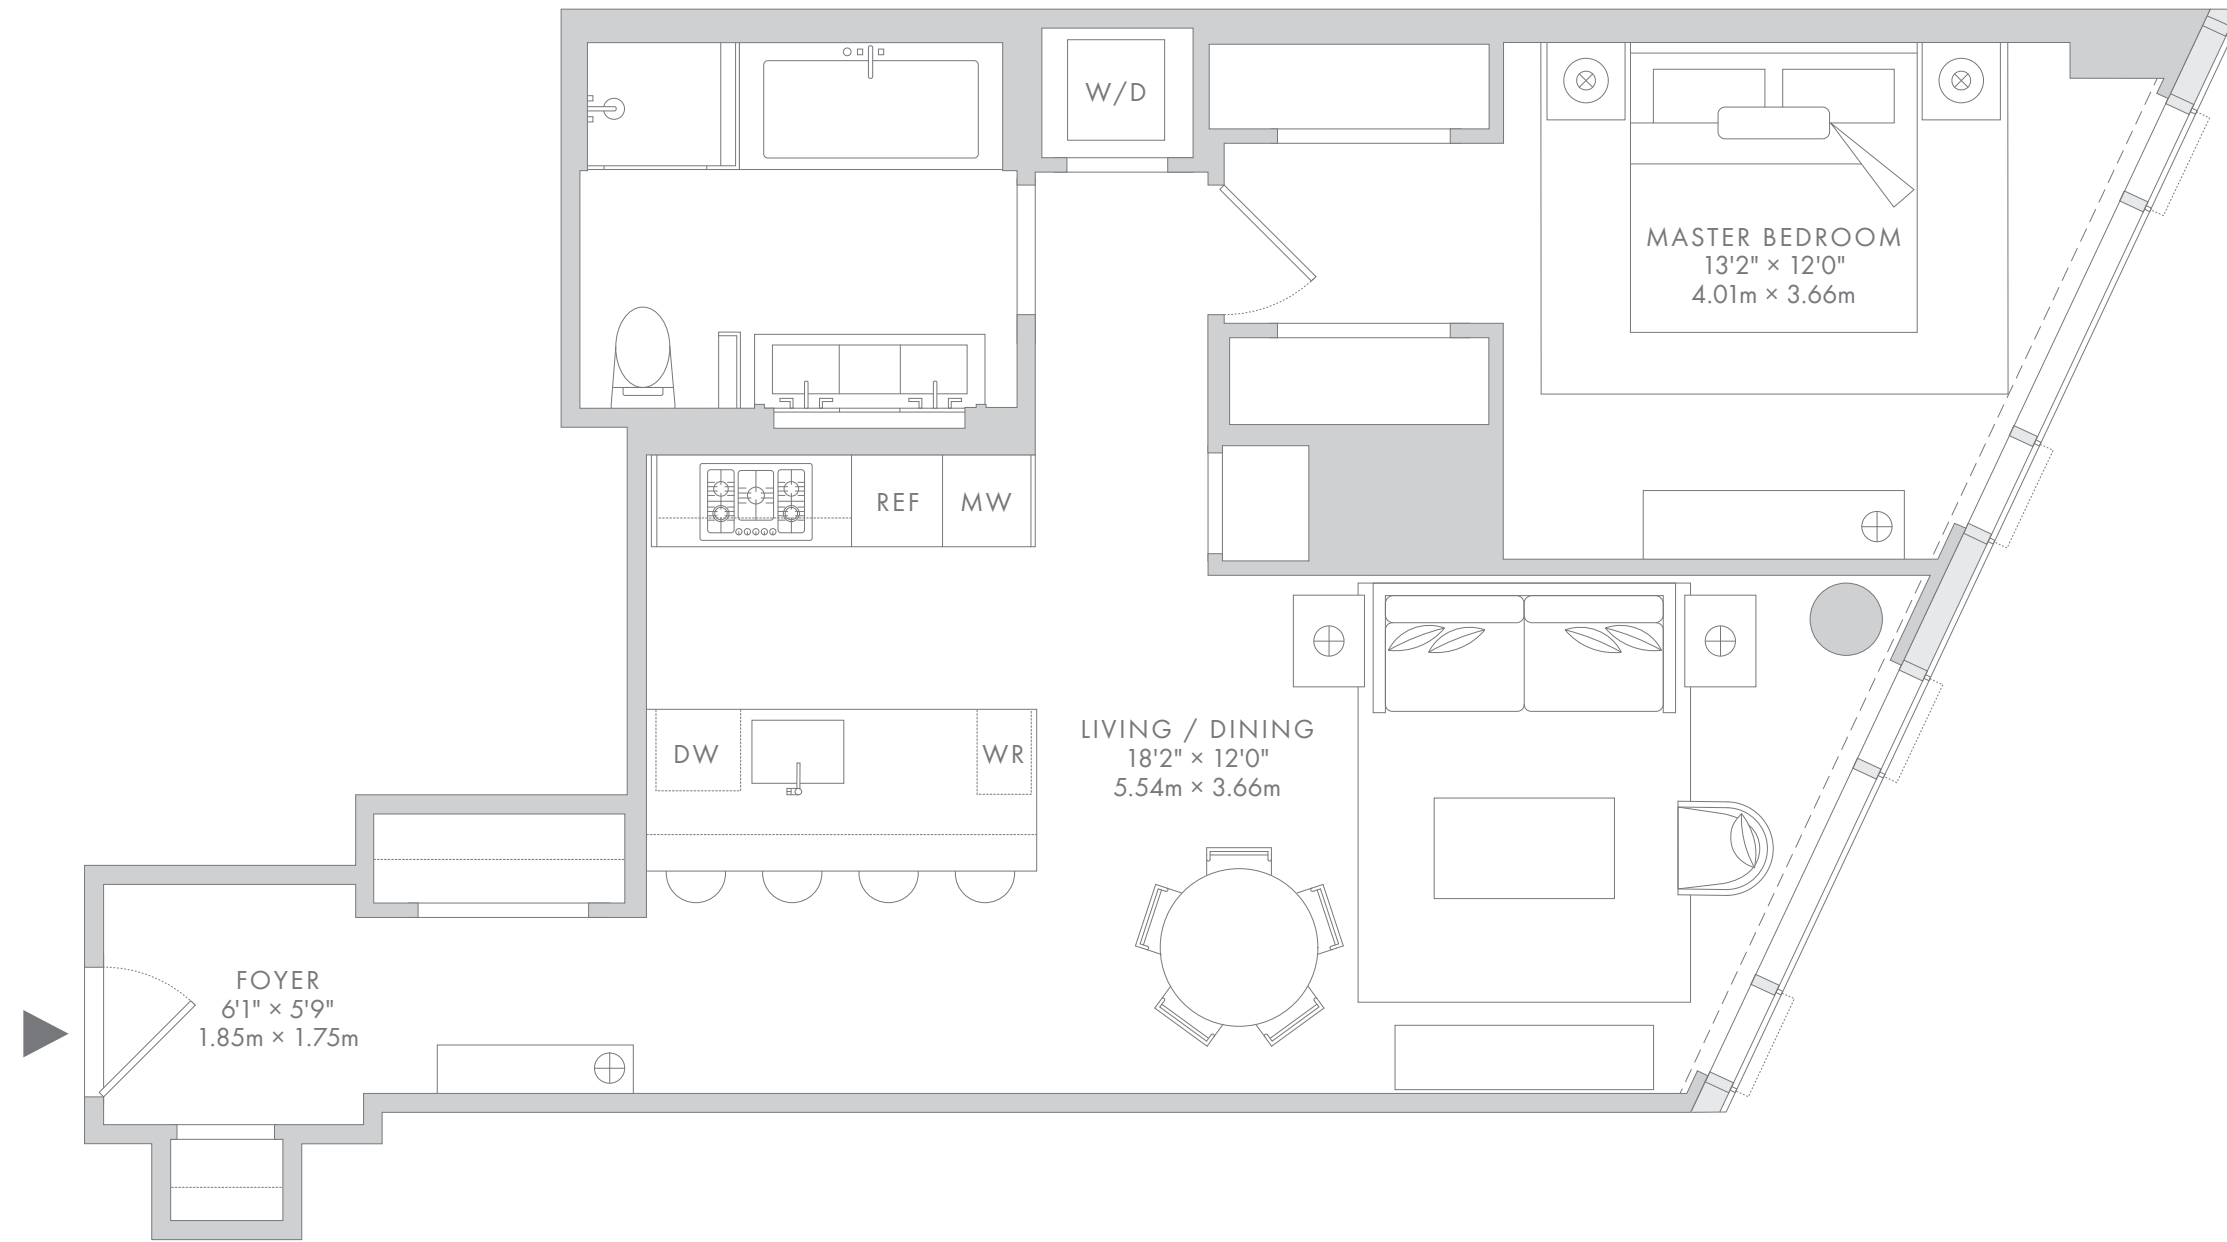 W/D
MASTER BEDROOM
13'2" × 12'0"
4.01m × 3.66m
REF
MW
DW
WR
LIVING / DINING
18'2" × 12'0"
5.54m × 3.66m
FOYER
6'1" × 5'9"
1.85m × 1.75m